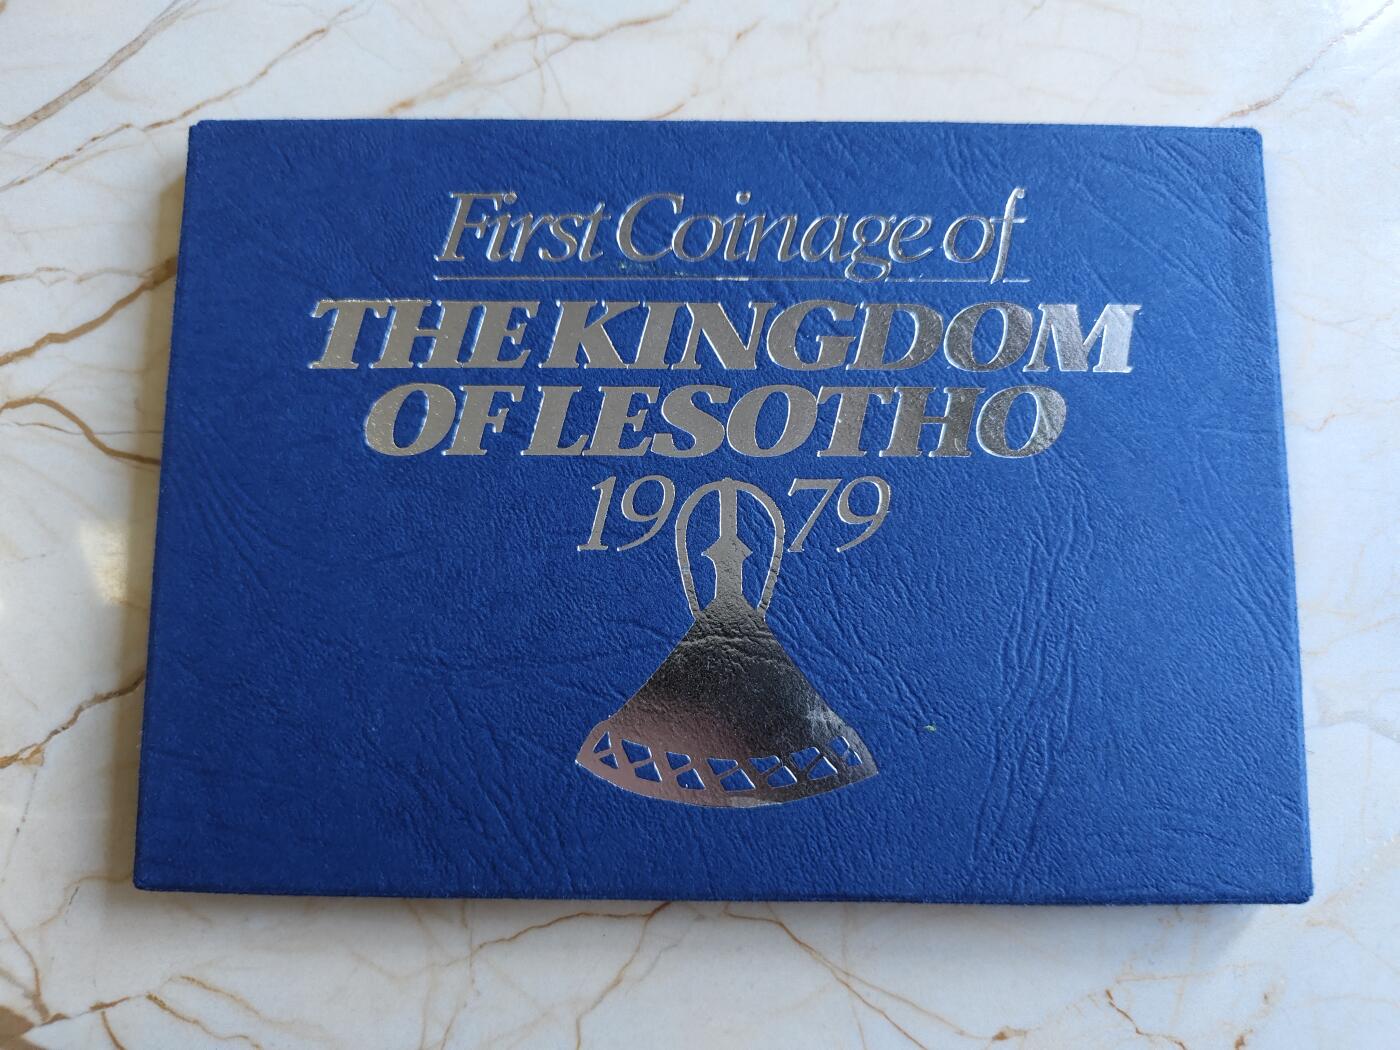 First Coinage of
THE KINGDOM
OF LESOTHO
1979